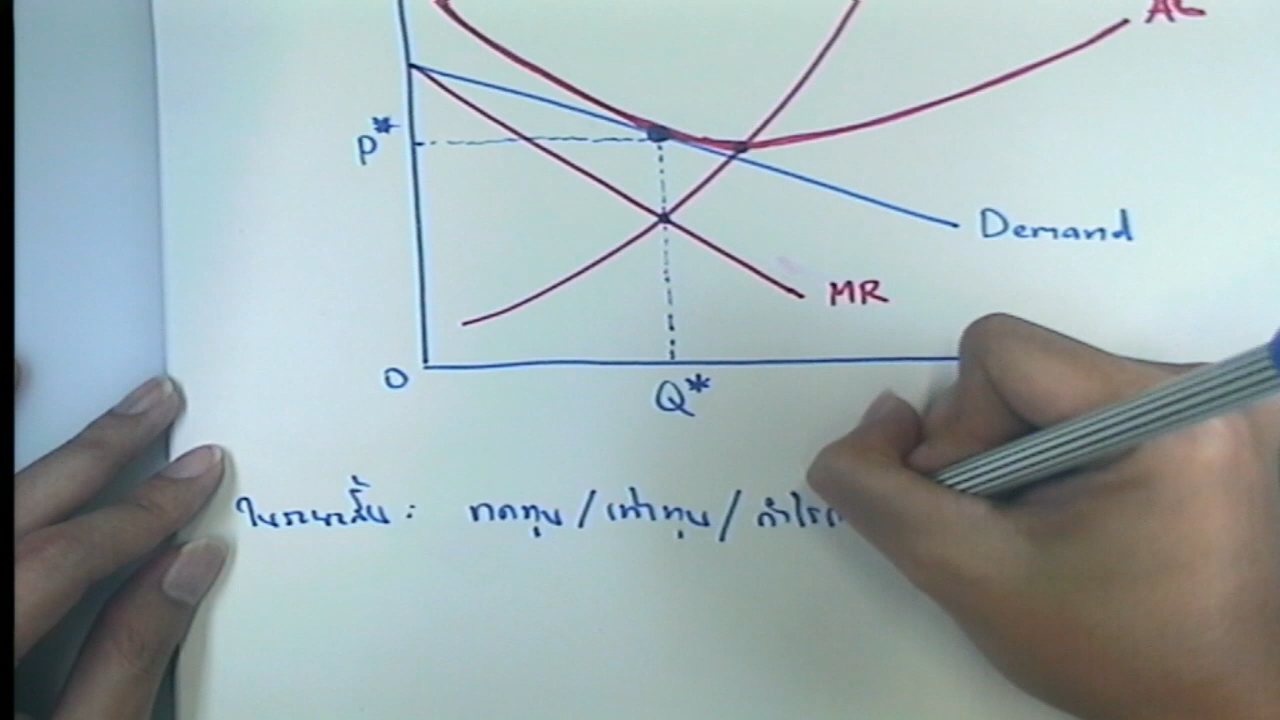 AC
P*
Demand
MR
0
Q*
ในระยะสั้น : ขาดทุน / เท่าทุน / กำไร